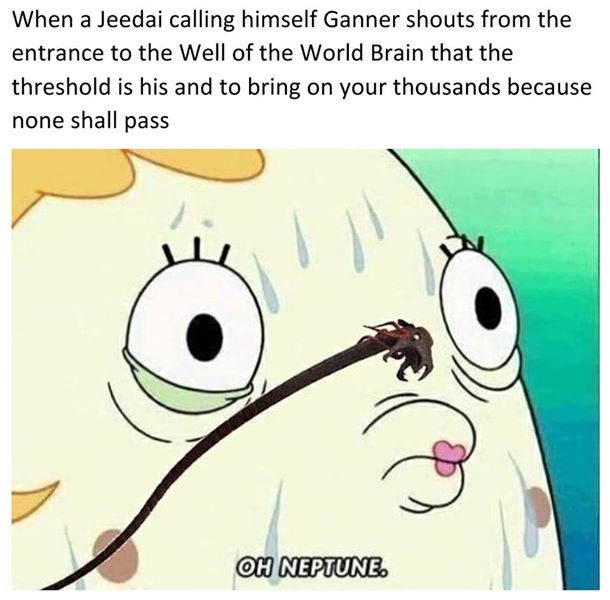 When a Jeedai calling himself Ganner shouts from the
entrance to the Well of the World Brain that the
threshold is his and to bring on your thousands because
none shall pass
OH NEPTUNE.